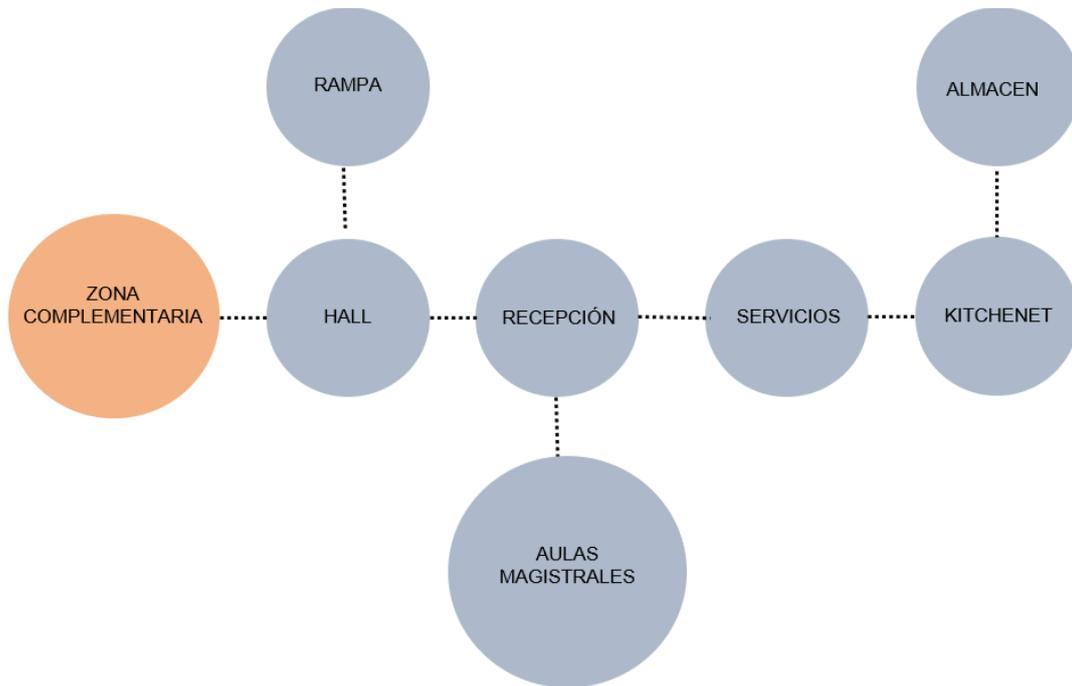 RAMPA
ALMACEN
ZONA
COMPLEMENTARIA
HALL
RECEPCIÓN
SERVICIOS
KITCHENET
AULAS
MAGISTRALES